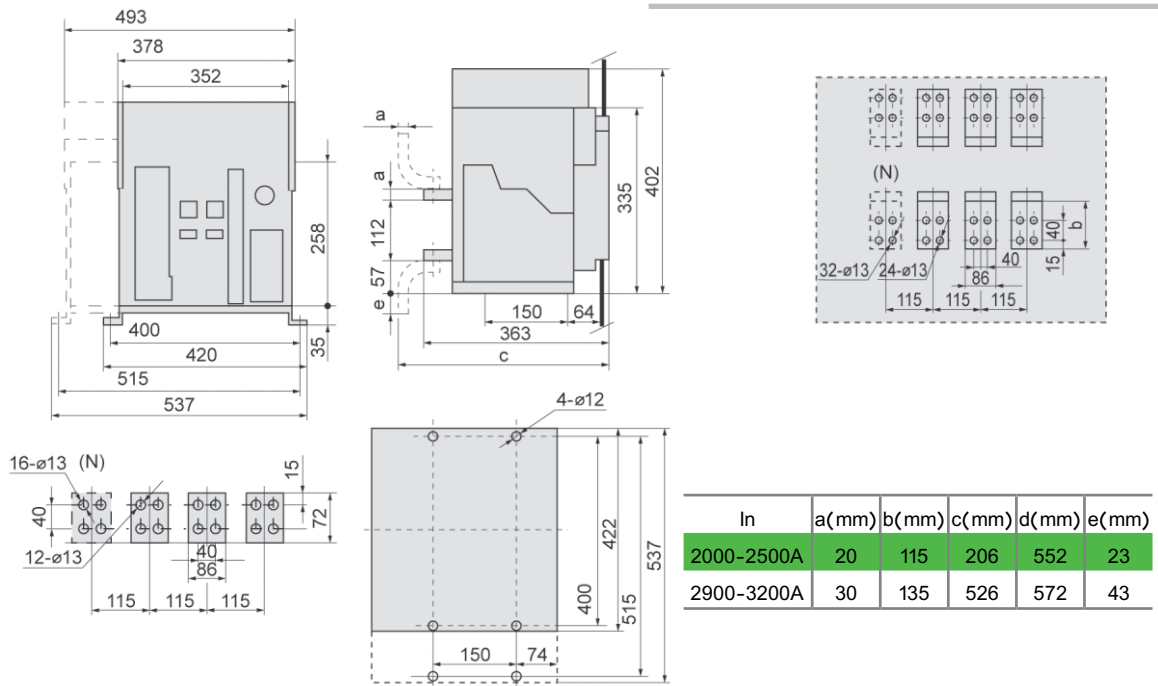 493
378
352
258
400
35
420
515
537
a
a
112
57
e
335
402
150
64
363
c
(N)
32-ø13
24-ø13
40
86
40
15
b
115
115
115
16-ø13
(N)
15
40
72
12-ø13
40
86
115
115
115
4-ø12
422
537
400
515
150
74
In a(mm) b(mm) c(mm) d(mm) e(mm)
2000-2500A 20 115 206 552 23
2900-3200A 30 135 526 572 43